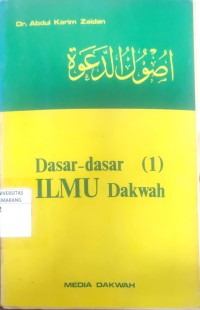 Dr. Abdul Karim Zaidan
اصول الدعوة
Dasar-dasar (1)
ILMU Dakwah
MEDIA DAKWAH